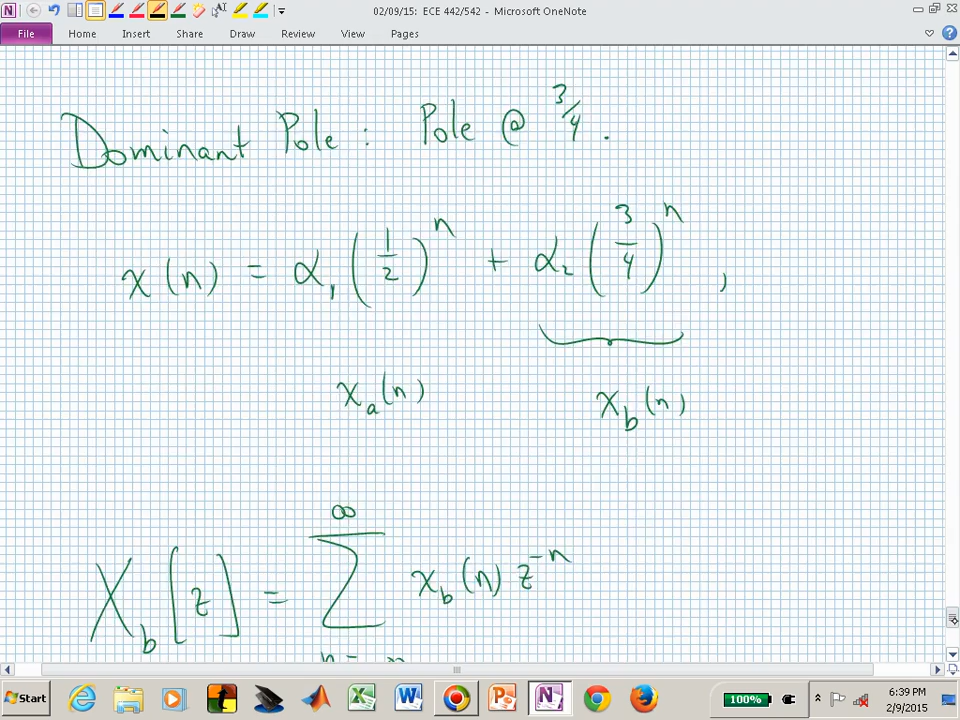 02/09/15: ECE 442/542 - Microsoft OneNote
File Home Insert Share Draw Review View Pages
Dominant Pole : Pole @ 3/4 .
x(n) = α₁ (1/2)ⁿ + α₂ (3/4)ⁿ ,
xₐ(n) x_b(n)
X_b[z] = ∑ x_b(n) z⁻ⁿ
∞
n = 
Start
100%
6:39 PM
2/9/2015